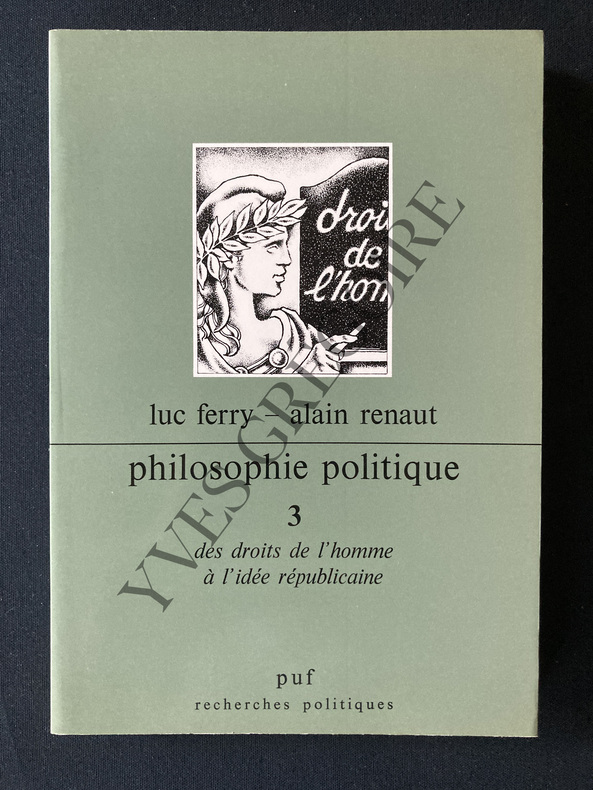 droi
de
l'hom
luc ferry – alain renaut
philosophie politique
3
des droits de l'homme
à l'idée républicaine
puf
recherches politiques
YVES GREGOIRE